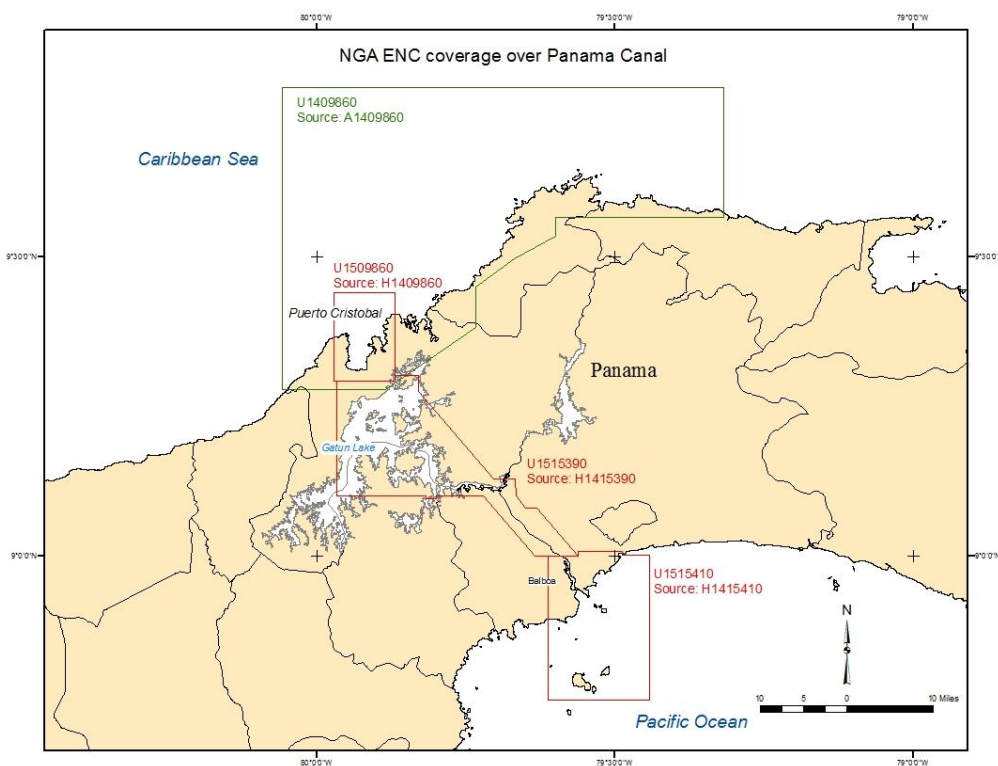 80°0'0"W
79°30'0"W
79°0'0"W
NGA ENC coverage over Panama Canal
U1409860
Source: A1409860
Caribbean Sea
9°30'0"N
9°30'0"N
U1509860
Source: H1409860
Puerto Cristobal
Panama
Gatun Lake
U1515390
Source: H1415390
9°0'0"N
9°0'0"N
Balboa
U1515410
Source: H1415410
N
10 5 0 10 Miles
Pacific Ocean
80°0'0"W
79°30'0"W
79°0'0"W